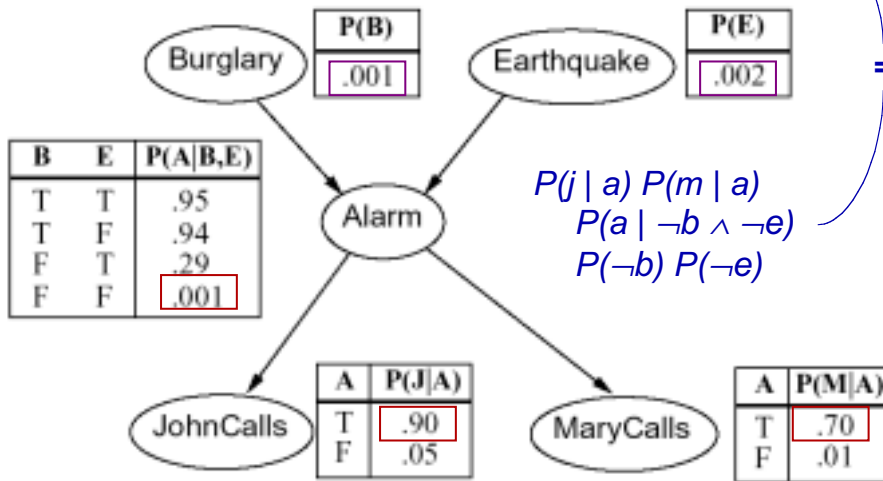 P(B)
.001
Burglary
P(E)
.002
Earthquake
=
B E P(A|B,E)
T T .95
T F .94
F T .29
F F .001
Alarm
P(j | a) P(m | a)
P(a | ¬b ∧ ¬e)
P(¬b) P(¬e)
JohnCalls
A P(J|A)
T .90
F .05
MaryCalls
A P(M|A)
T .70
F .01